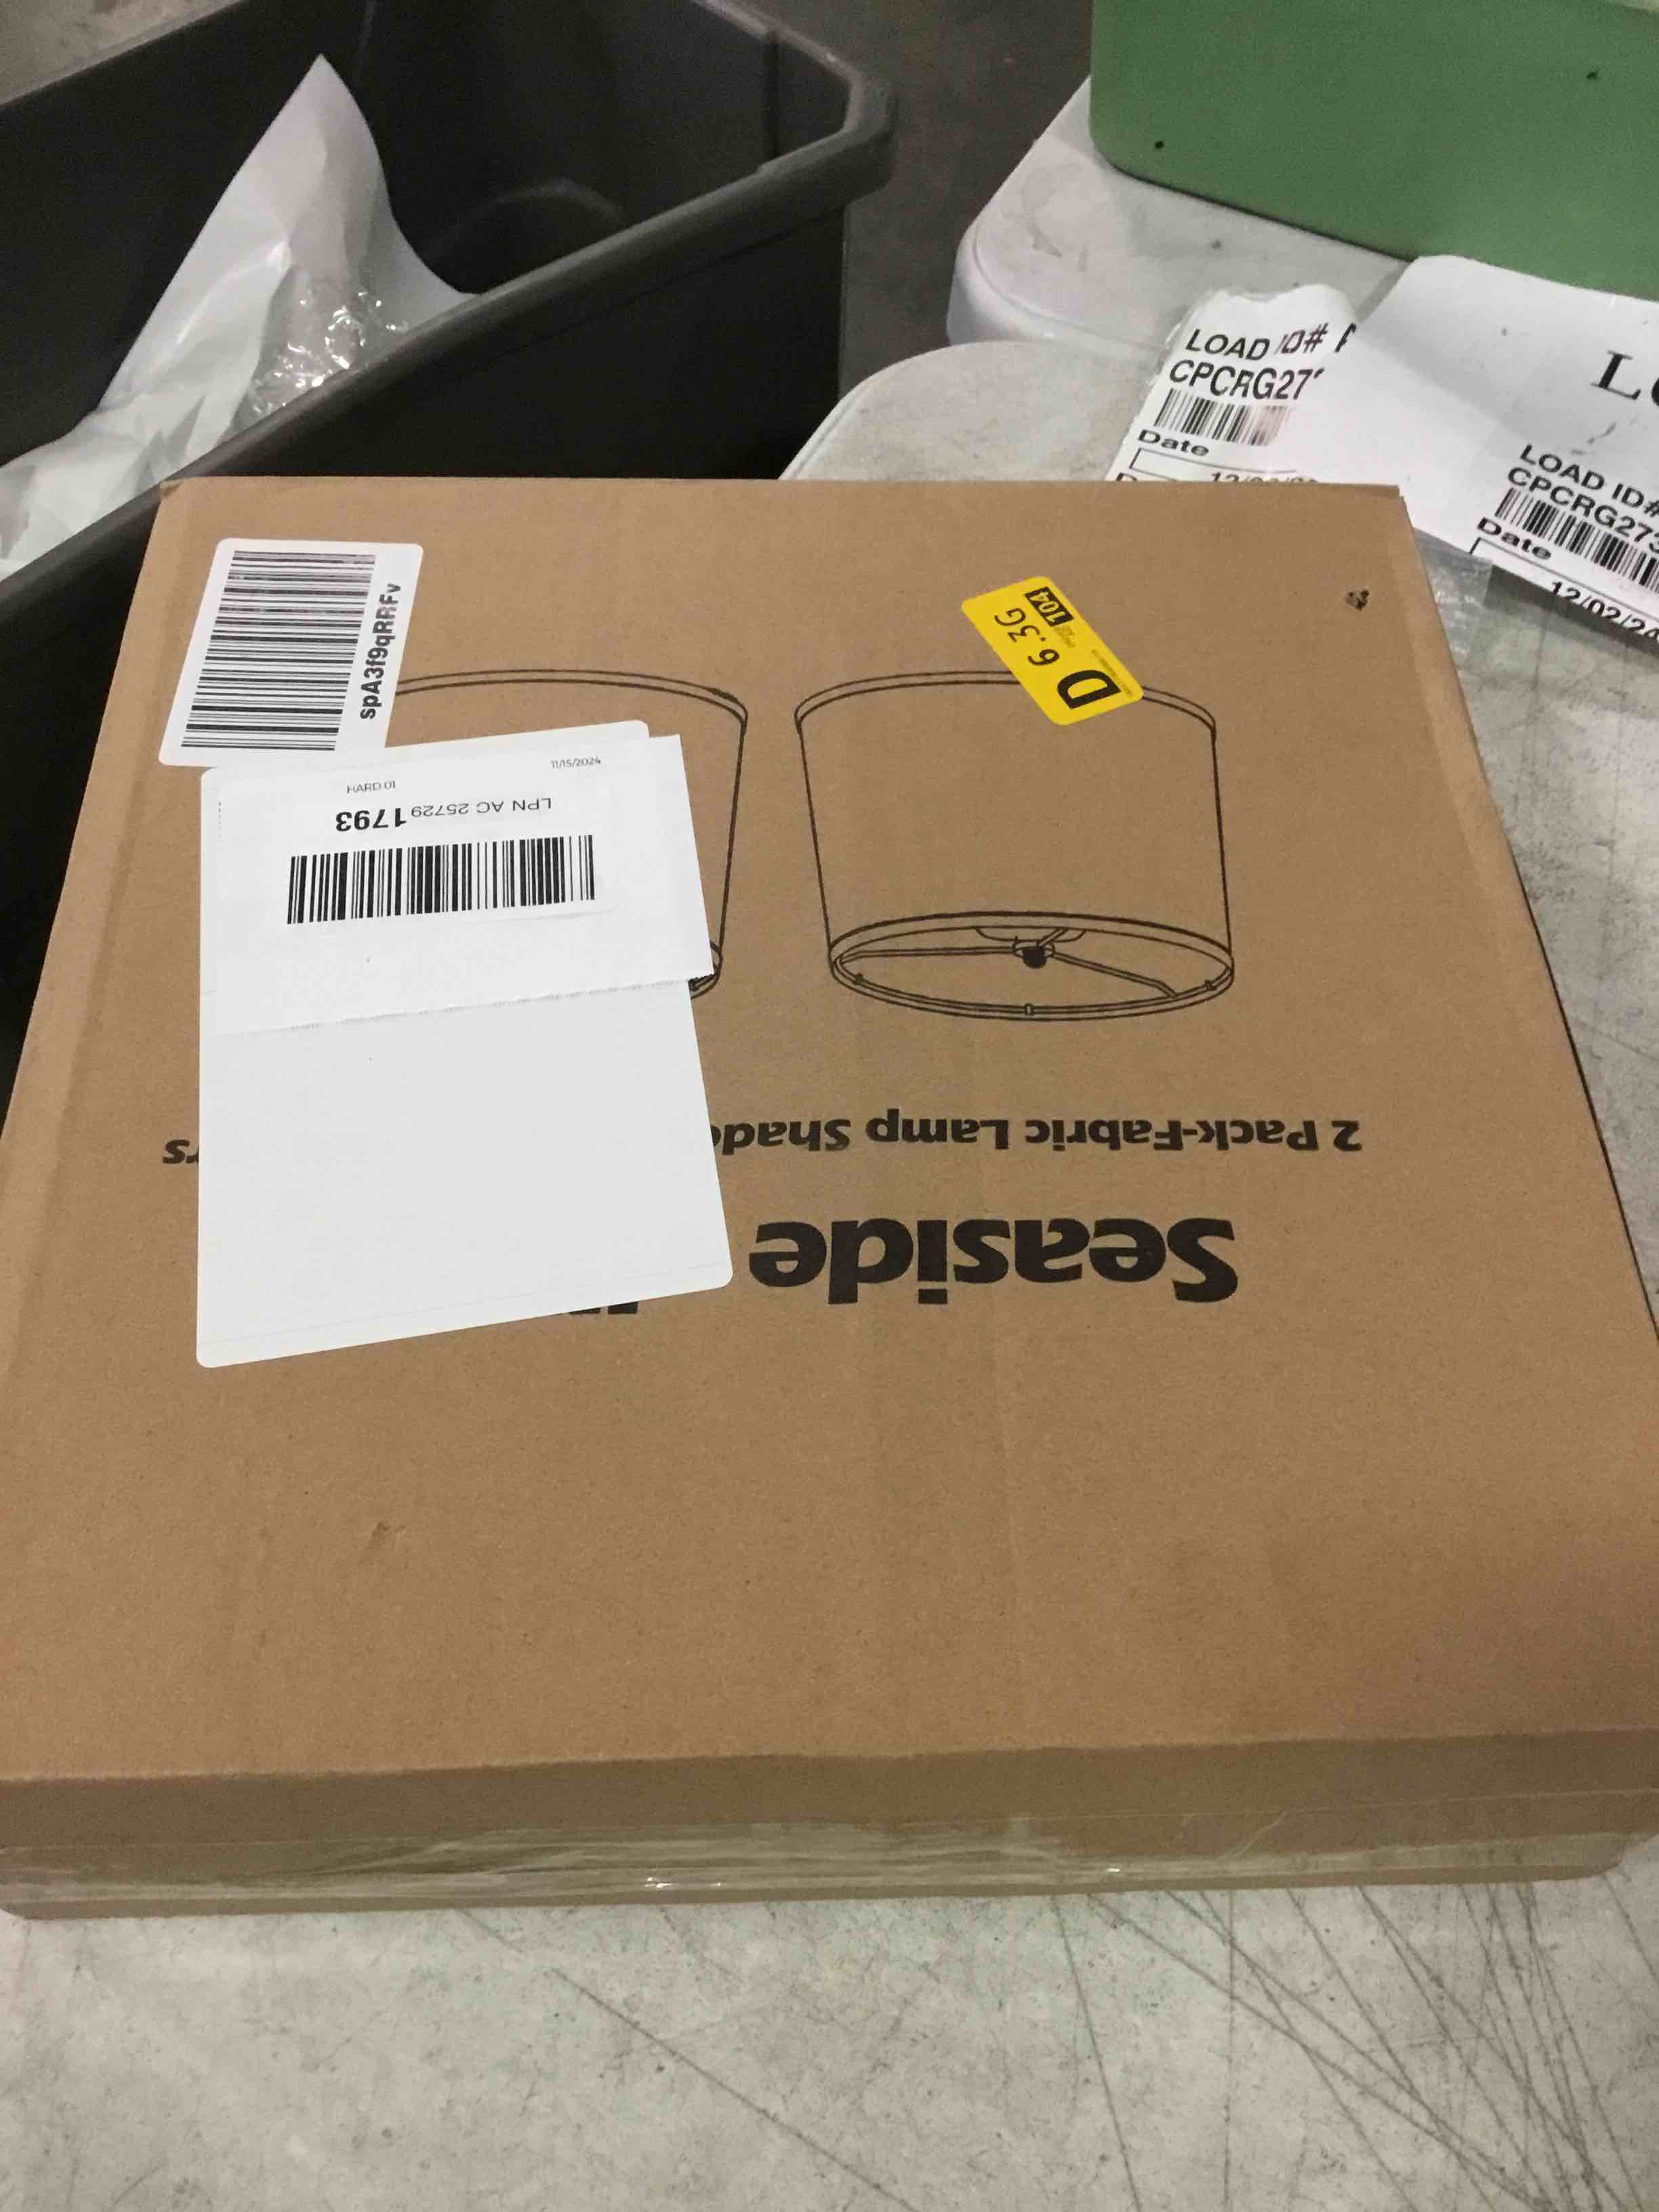 spA3f9qRRFv
11/15/2024
HARD 01
LPN AC 25729 1793
D 6.3G
104
2 Pack-Fabric Lamp Shad
rs
Seaside
LOAD ID#
CPCRG27
Date
LOAD ID#
CPCRG273
Date
12/02/24